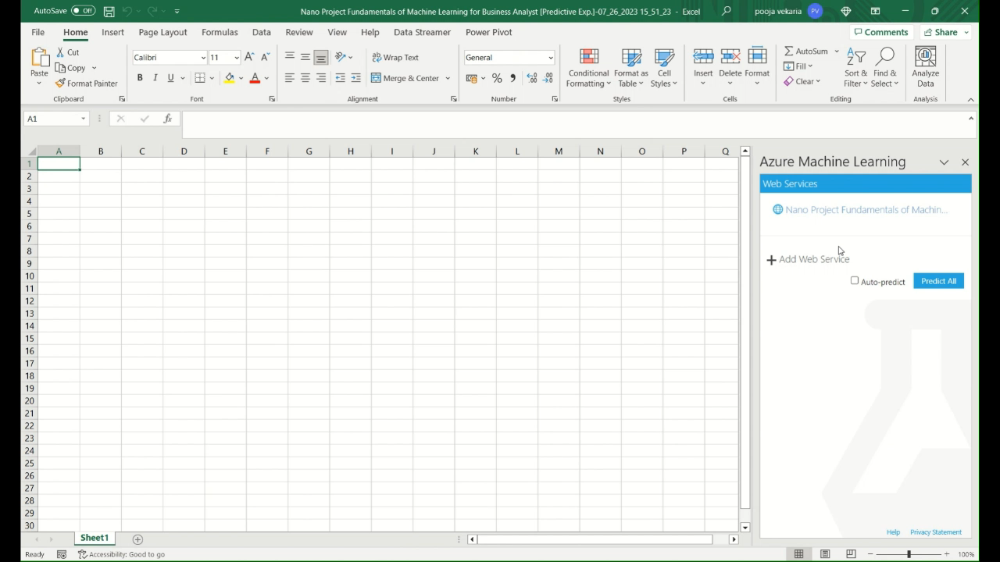 AutoSave Off Nano Project Fundamentals of Machine Learning for Business Analyst [Predictive Exp.]-07_26_2023 15_51_23 - Excel pooja vekaria PV
File Home Insert Page Layout Formulas Data Review View Help Data Streamer Power Pivot Comments Share
Paste Cut Copy Format Painter Clipboard
Calibri 11 B I U A Font
Wrap Text Merge & Center Alignment
General % Number
Conditional Formatting Format as Table Cell Styles Styles
Insert Delete Format Cells
AutoSum Fill Clear Sort & Filter Find & Select Editing
Analyze Data Analysis
A1 fx
A B C D E F G H I J K L M N O P Q
1
2
3
4
5
6
7
8
9
10
11
12
13
14
15
16
17
18
19
20
21
22
23
24
25
26
27
28
29
30
Azure Machine Learning
Web Services
Nano Project Fundamentals of Machin...
Add Web Service
Auto-predict Predict All
Help Privacy Statement
Sheet1
Ready Accessibility: Good to go 100%